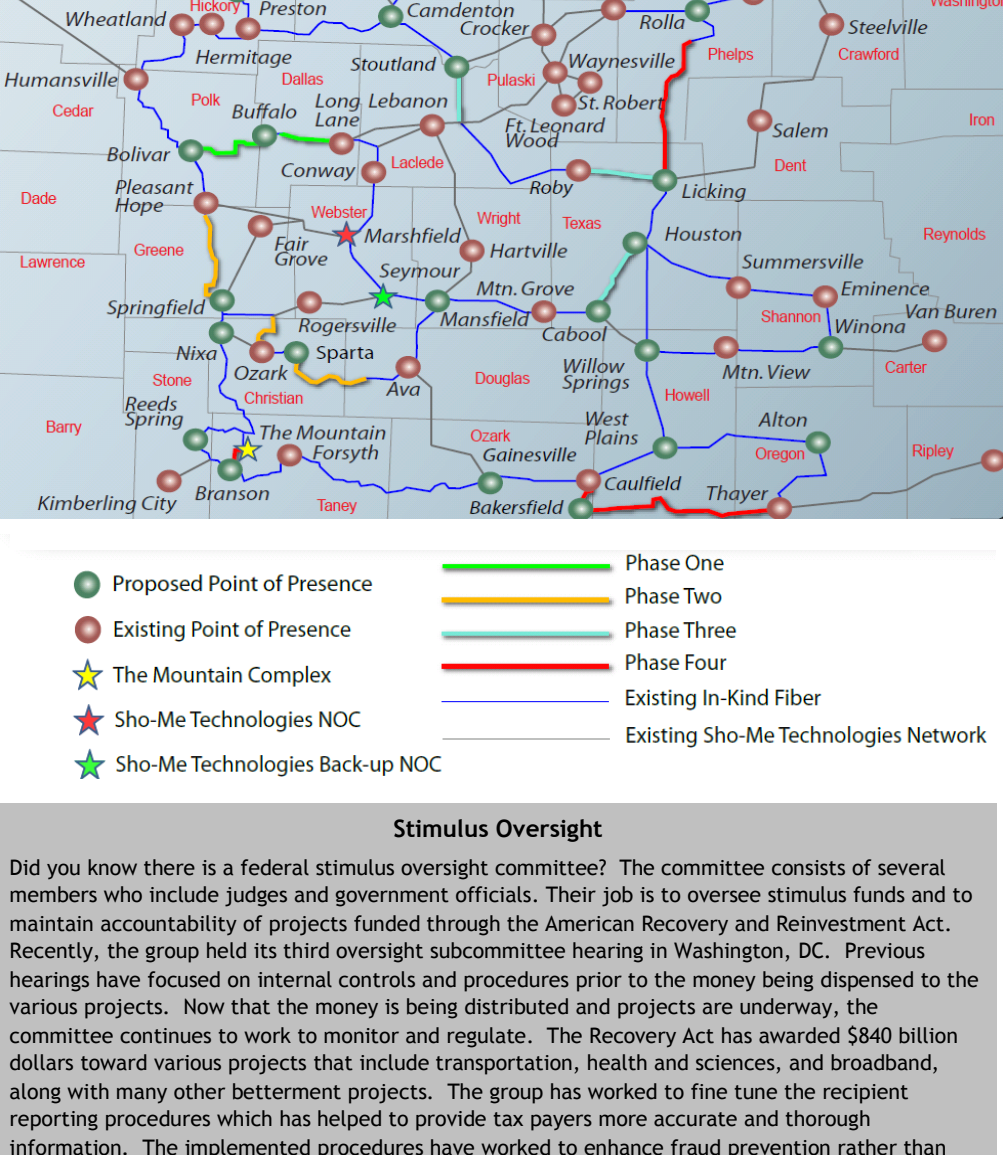 Hickory
Preston
Washington
Wheatland
Camdenton
Crocker
Rolla
Steelville
Hermitage
Stoutland
Waynesville
Phelps
Crawford
Humansville
Dallas
Pulaski
Cedar
Polk
Buffalo
Long
Lane
Lebanon
St. Robert
Ft. Leonard
Wood
Salem
Iron
Bolivar
Conway
Laclede
Roby
Licking
Dent
Dade
Pleasant
Hope
Webster
Marshfield
Wright
Texas
Houston
Reynolds
Greene
Fair
Grove
Hartville
Lawrence
Seymour
Summersville
Mtn. Grove
Eminence
Springfield
Rogersville
Mansfield
Cabool
Shannon
Winona
Van Buren
Nixa
Ozark
Sparta
Ava
Willow
Springs
Mtn. View
Carter
Stone
Christian
Douglas
Howell
Reeds
Spring
Barry
The Mountain
Forsyth
Ozark
Gainesville
West
Plains
Alton
Oregon
Ripley
Kimberling City
Branson
Taney
Bakersfield
Caulfield
Thayer
Proposed Point of Presence
Existing Point of Presence
The Mountain Complex
Sho-Me Technologies NOC
Sho-Me Technologies Back-up NOC
Phase One
Phase Two
Phase Three
Phase Four
Existing In-Kind Fiber
Existing Sho-Me Technologies Network
Stimulus Oversight
Did you know there is a federal stimulus oversight committee?  The committee consists of several
members who include judges and government officials. Their job is to oversee stimulus funds and to
maintain accountability of projects funded through the American Recovery and Reinvestment Act.
Recently, the group held its third oversight subcommittee hearing in Washington, DC.  Previous
hearings have focused on internal controls and procedures prior to the money being dispensed to the
various projects.  Now that the money is being distributed and projects are underway, the
committee continues to work to monitor and regulate.  The Recovery Act has awarded $840 billion
dollars toward various projects that include transportation, health and sciences, and broadband,
along with many other betterment projects.  The group has worked to fine tune the recipient
reporting procedures which has helped to provide tax payers more accurate and thorough
information.  The implemented procedures have worked to enhance fraud prevention rather than